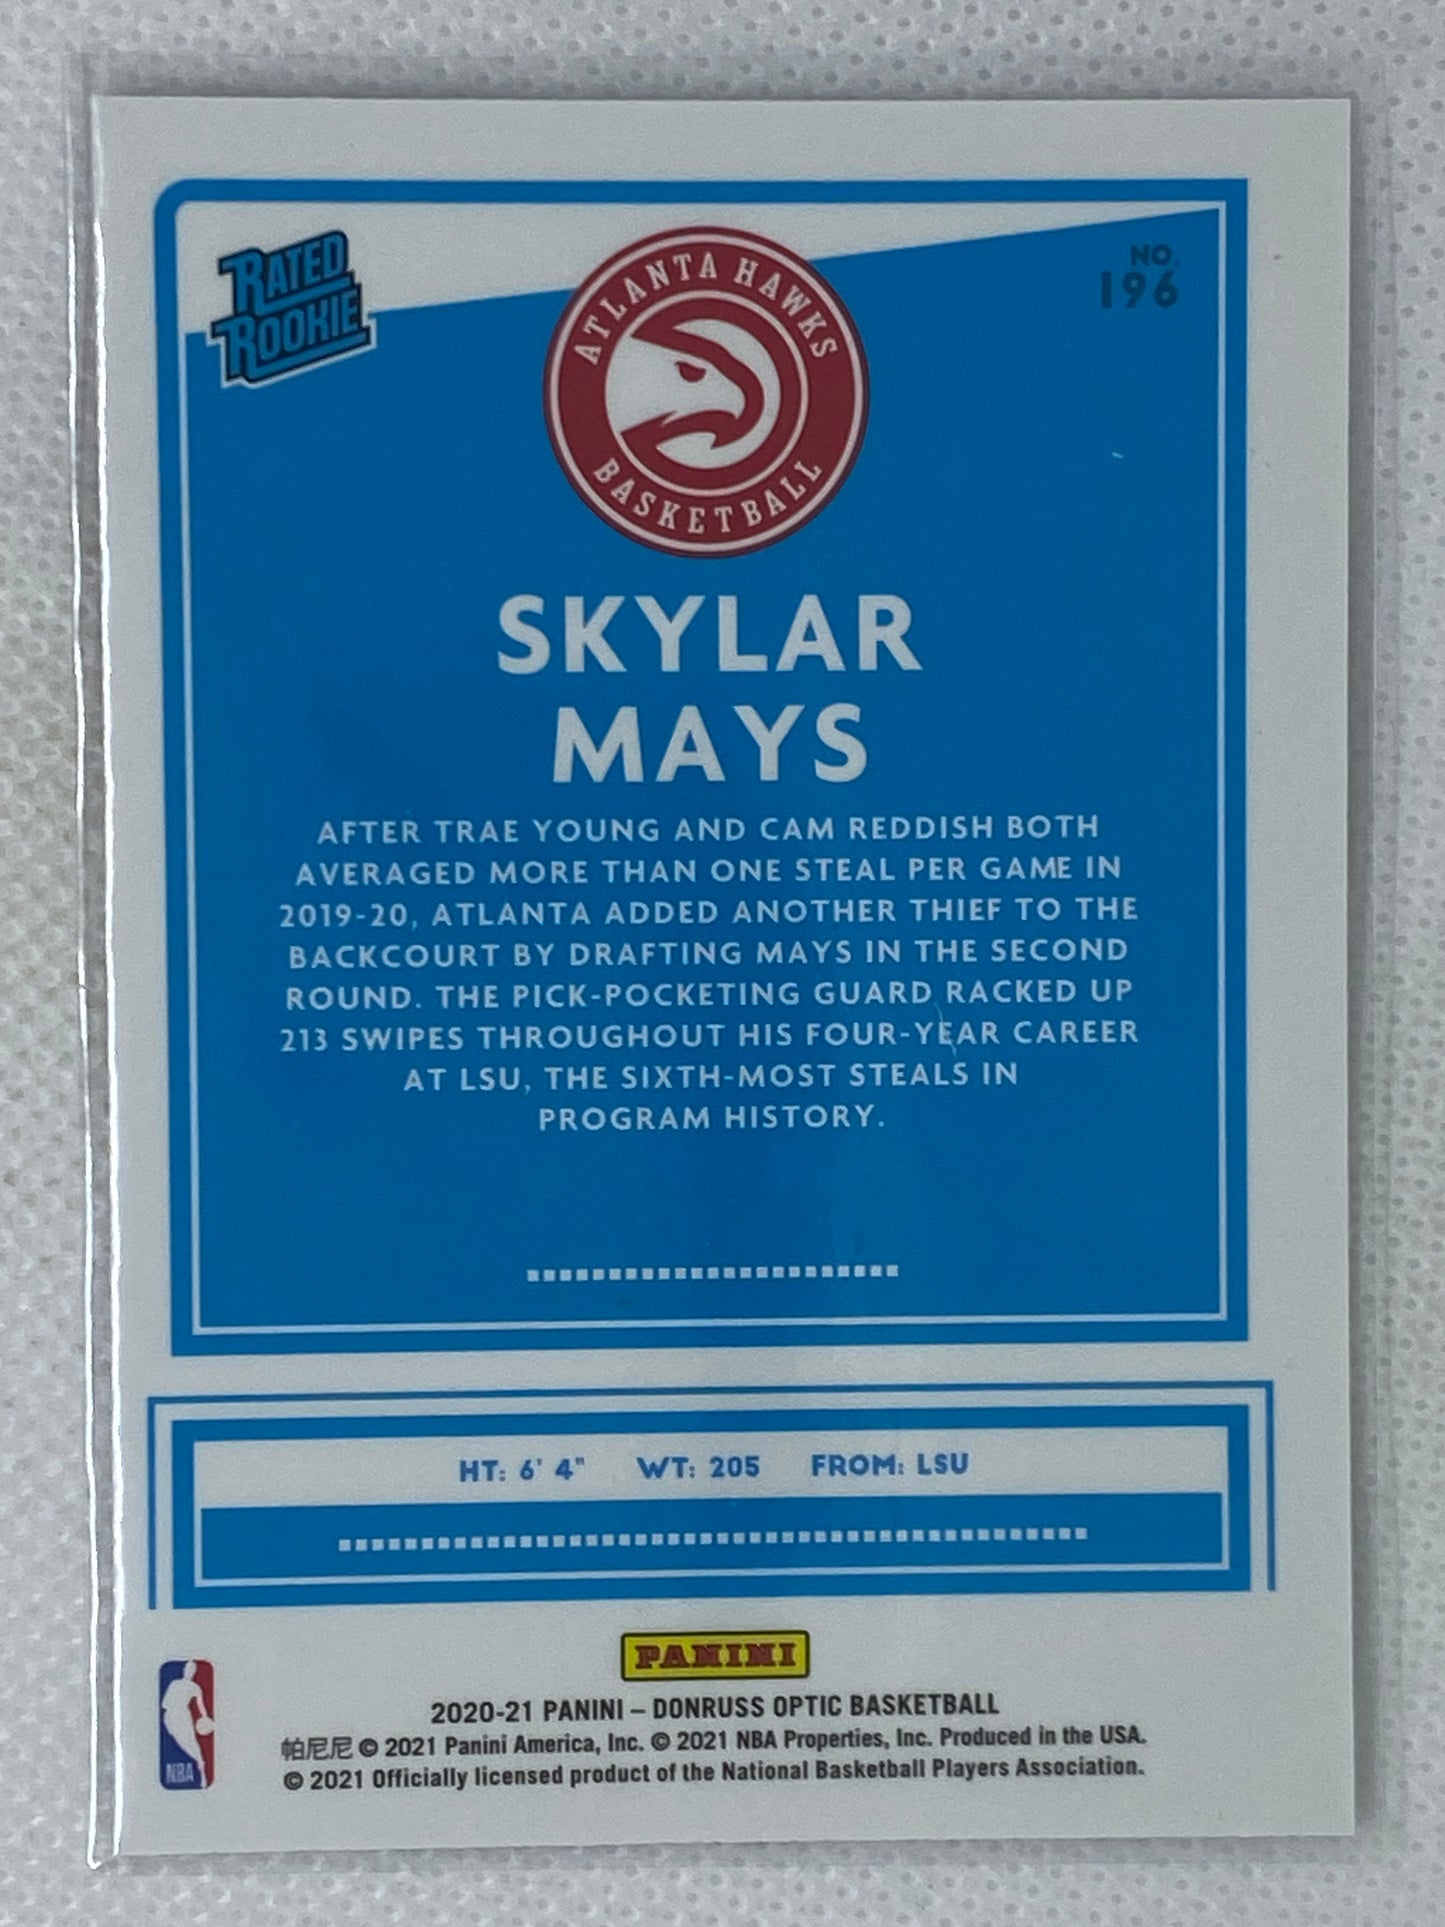 RATED
ROOKIE
ATLANTA HAWKS
BASKETBALL
NO.
196
SKYLAR
MAYS
AFTER TRAE YOUNG AND CAM REDDISH BOTH
AVERAGED MORE THAN ONE STEAL PER GAME IN
2019-20, ATLANTA ADDED ANOTHER THIEF TO THE
BACKCOURT BY DRAFTING MAYS IN THE SECOND
ROUND. THE PICK-POCKETING GUARD RACKED UP
213 SWIPES THROUGHOUT HIS FOUR-YEAR CAREER
AT LSU, THE SIXTH-MOST STEALS IN
PROGRAM HISTORY.
HT: 6' 4" WT: 205 FROM: LSU
PANINI
NBA
2020-21 PANINI – DONRUSS OPTIC BASKETBALL
帕尼尼 © 2021 Panini America, Inc. © 2021 NBA Properties, Inc. Produced in the USA.
© 2021 Officially licensed product of the National Basketball Players Association.